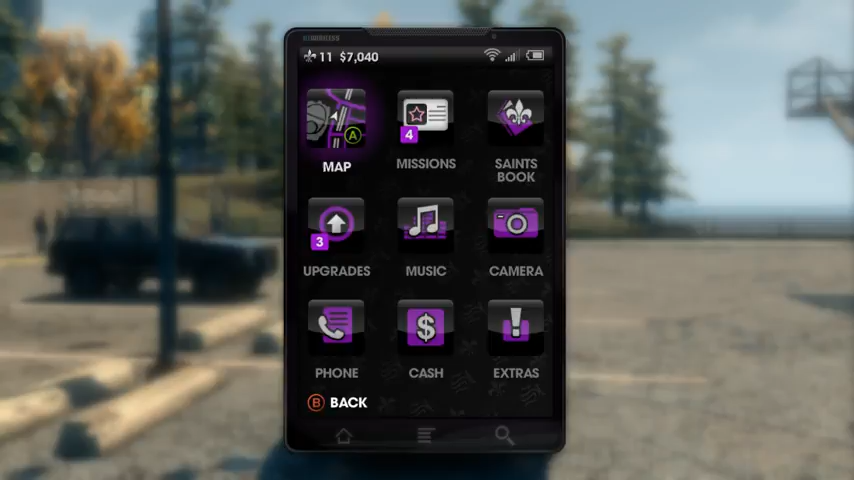 11 $7,040
A
MAP
4
MISSIONS
SAINTS
BOOK
3
UPGRADES
MUSIC
CAMERA
PHONE
$
CASH
!
EXTRAS
B BACK